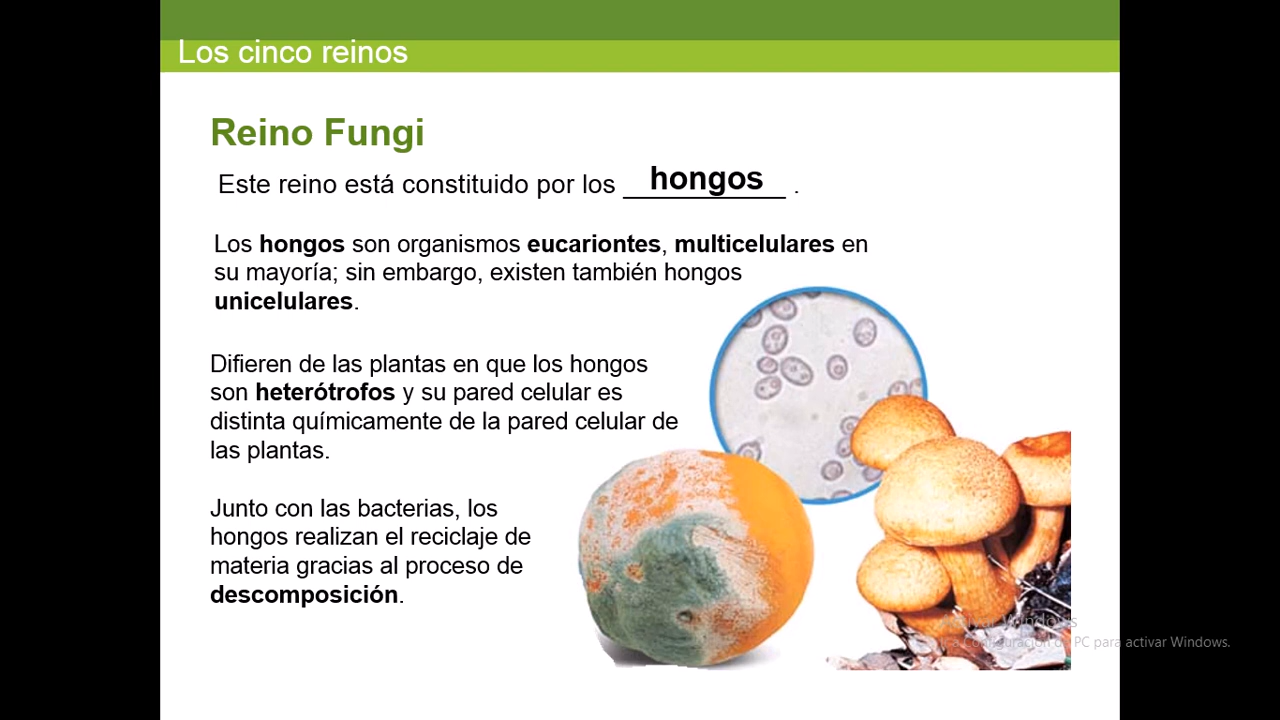 Los cinco reinos
Reino Fungi
Este reino está constituido por los hongos .
Los hongos son organismos eucariontes, multicelulares en
su mayoría; sin embargo, existen también hongos
unicelulares.
Difieren de las plantas en que los hongos
son heterótrofos y su pared celular es
distinta químicamente de la pared celular de
las plantas.
Junto con las bacterias, los
hongos realizan el reciclaje de
materia gracias al proceso de
descomposición.
Windows
a Configuración de PC para activar Windows.